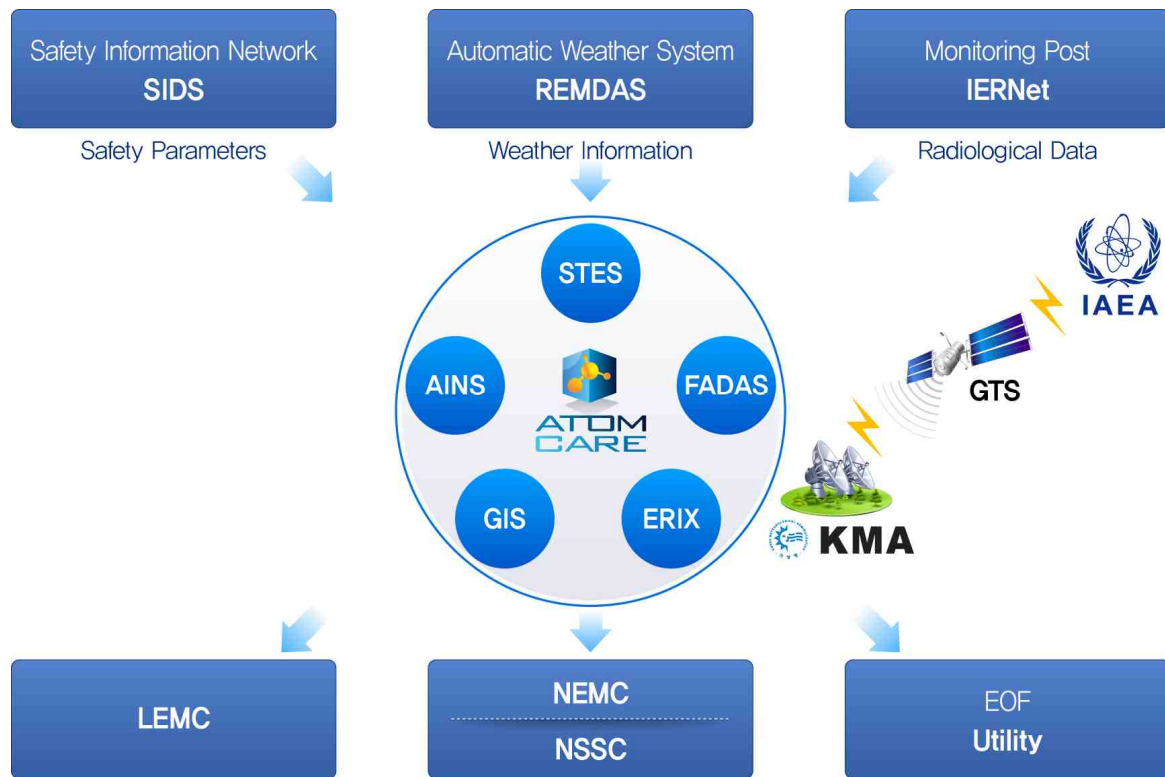 Safety Information Network
SIDS
Automatic Weather System
REMDAS
Monitoring Post
IERNet
Safety Parameters
Weather Information
Radiological Data
STES
AINS
FADAS
ATOM
CARE
GIS
ERIX
IAEA
GTS
KMA
LEMC
NEMC
NSSC
EOF
Utility